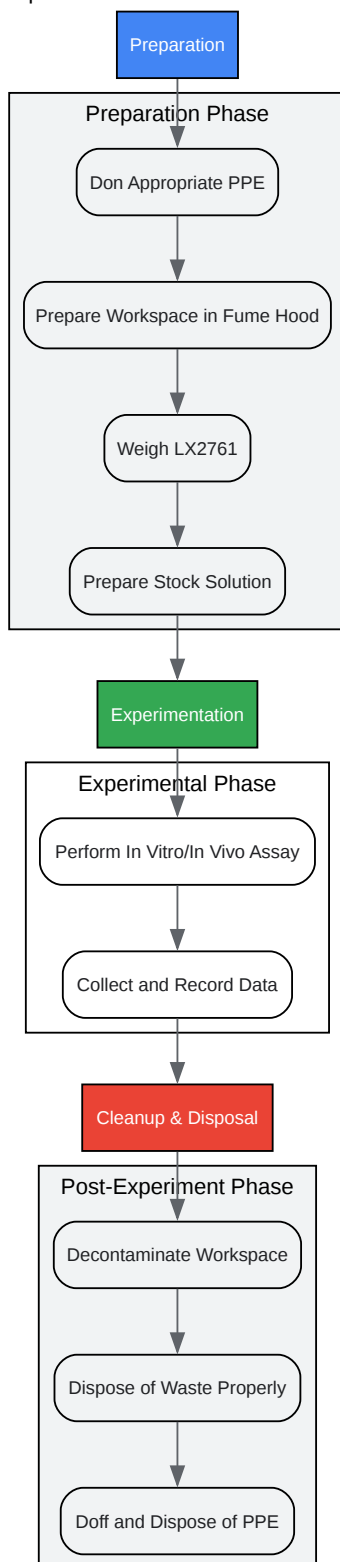 Preparation
Preparation Phase
Don Appropriate PPE
Prepare Workspace in Fume Hood
Weigh LX2761
Prepare Stock Solution
Experimentation
Experimental Phase
Perform In Vitro/In Vivo Assay
Collect and Record Data
Cleanup & Disposal
Post-Experiment Phase
Decontaminate Workspace
Dispose of Waste Properly
Doff and Dispose of PPE